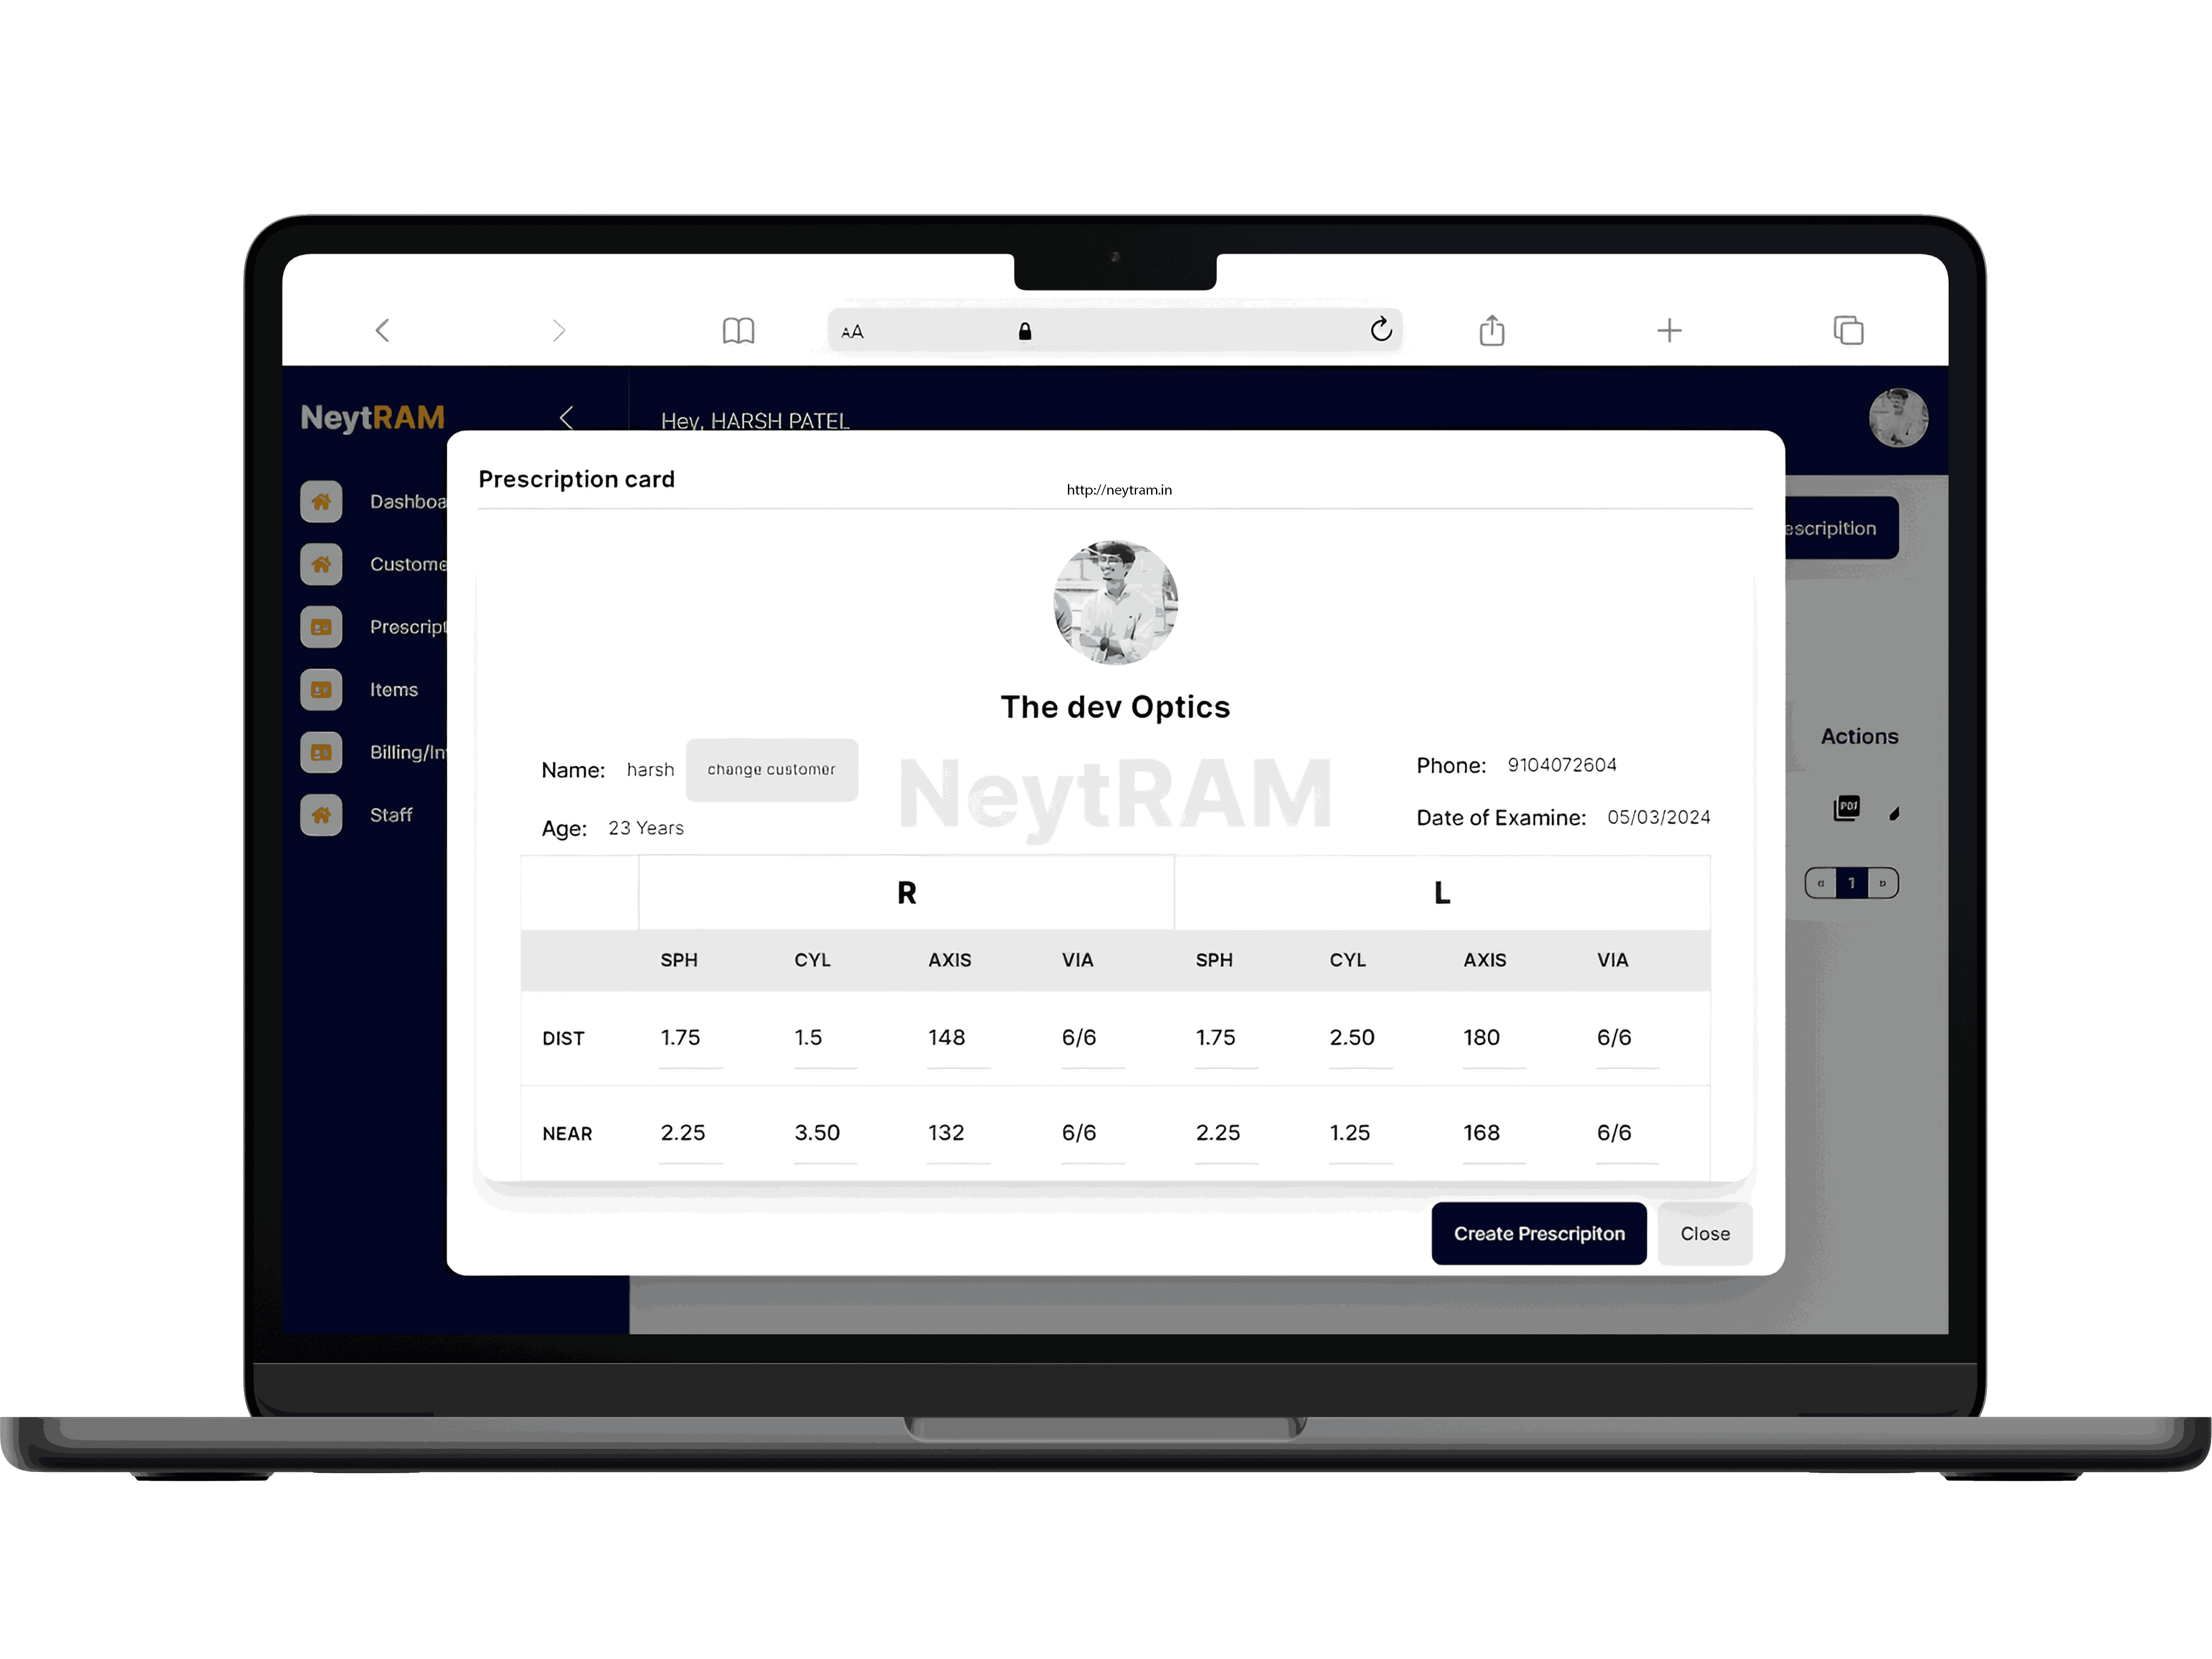 AA
NeytRAM
Hey, HARSH PATEL
Prescription card
http://neytram.in
Dashboa
Custome
Prescript
Items
Billing/In
Staff
escripition
The dev Optics
NeytRAM
Name: harsh change customer
Phone: 9104072604
Age: 23 Years
Date of Examine: 05/03/2024
Actions
PDF
« 1 »
R L
SPH CYL AXIS VIA SPH CYL AXIS VIA
DIST 1.75 1.5 148 6/6 1.75 2.50 180 6/6
NEAR 2.25 3.50 132 6/6 2.25 1.25 168 6/6
Create Prescripiton Close